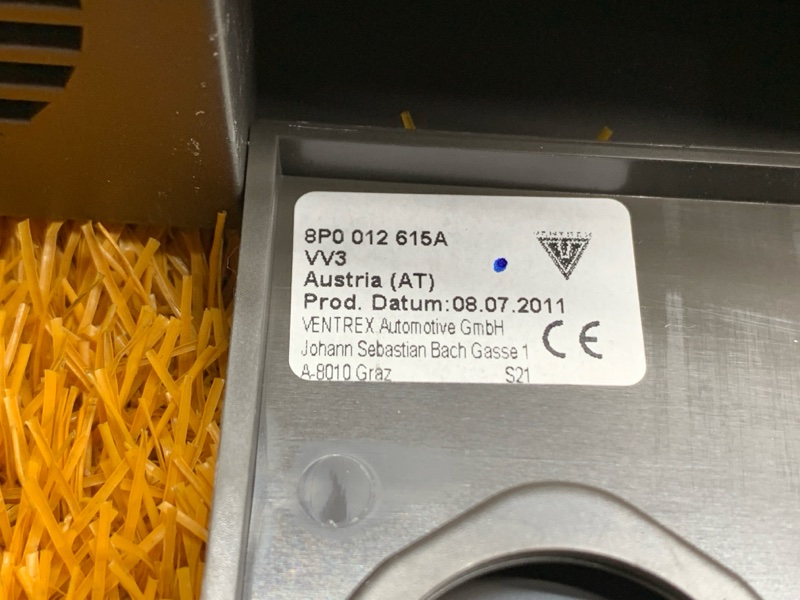 8P0 012 615A
VENTREX
VV3
Austria (AT)
Prod. Datum: 08.07.2011
VENTREX Automotive GmbH
Johann Sebastian Bach Gasse 1
CE
A-8010 Graz S21